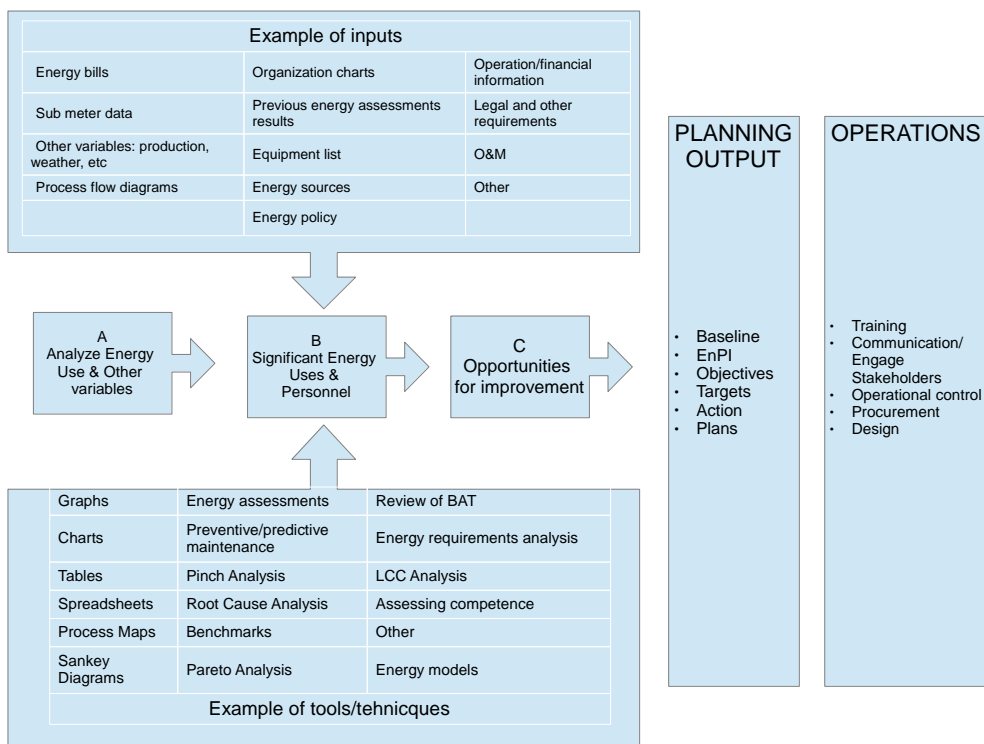 Example of inputs
Energy bills
Organization charts
Operation/financial
information
Sub meter data
Previous energy assessments
results
Legal and other
requirements
Other variables: production,
weather, etc
Equipment list
O&M
Process flow diagrams
Energy sources
Other
Energy policy
A
Analyze Energy
Use & Other
variables
B
Significant Energy
Uses &
Personnel
C
Opportunities
for improvement
Graphs
Energy assessments
Review of BAT
Charts
Preventive/predictive
maintenance
Energy requirements analysis
Tables
Pinch Analysis
LCC Analysis
Spreadsheets
Root Cause Analysis
Assessing competence
Process Maps
Benchmarks
Other
Sankey
Diagrams
Pareto Analysis
Energy models
Example of tools/tehnicques
PLANNING
OUTPUT
• Baseline
• EnPI
• Objectives
• Targets
• Action
• Plans
OPERATIONS
• Training
• Communication/
Engage
Stakeholders
• Operational control
• Procurement
• Design